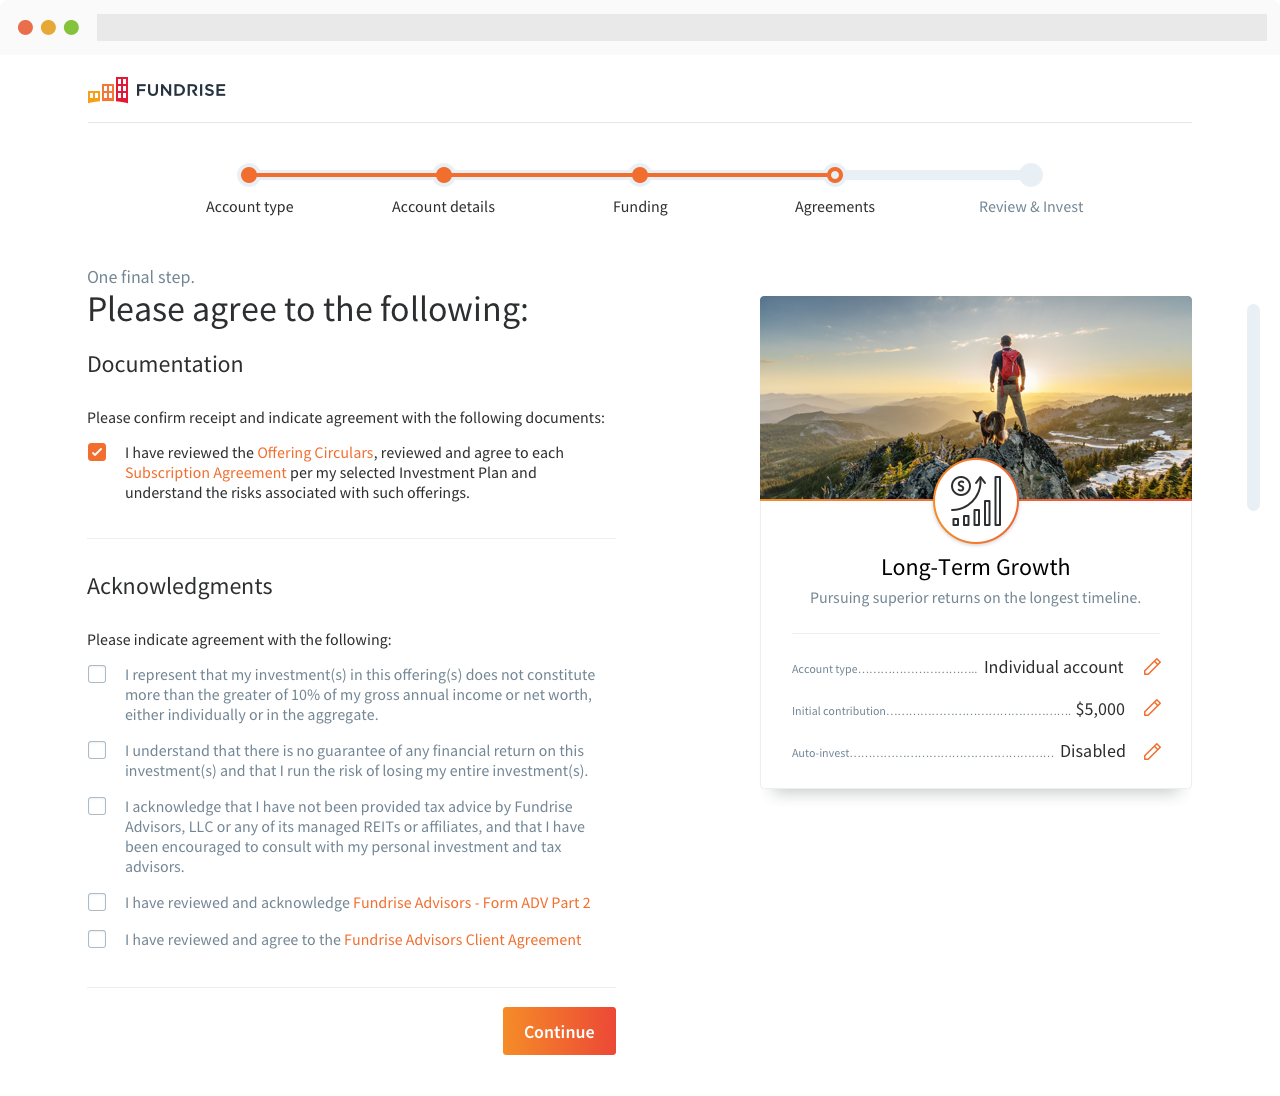 FUNDRISE
Account type
Account details
Funding
Agreements
Review & Invest
One final step.
Please agree to the following:
Documentation
Please confirm receipt and indicate agreement with the following documents:
I have reviewed the Offering Circulars, reviewed and agree to each
Subscription Agreement per my selected Investment Plan and
understand the risks associated with such offerings.
Acknowledgments
Please indicate agreement with the following:
I represent that my investment(s) in this offering(s) does not constitute
more than the greater of 10% of my gross annual income or net worth,
either individually or in the aggregate.
I understand that there is no guarantee of any financial return on this
investment(s) and that I run the risk of losing my entire investment(s).
I acknowledge that I have not been provided tax advice by Fundrise
Advisors, LLC or any of its managed REITs or affiliates, and that I have
been encouraged to consult with my personal investment and tax
advisors.
I have reviewed and acknowledge Fundrise Advisors - Form ADV Part 2
I have reviewed and agree to the Fundrise Advisors Client Agreement
Continue
$
Long-Term Growth
Pursuing superior returns on the longest timeline.
Account type.............................. Individual account
Initial contribution............................................... $5,000
Auto-invest.................................................... Disabled